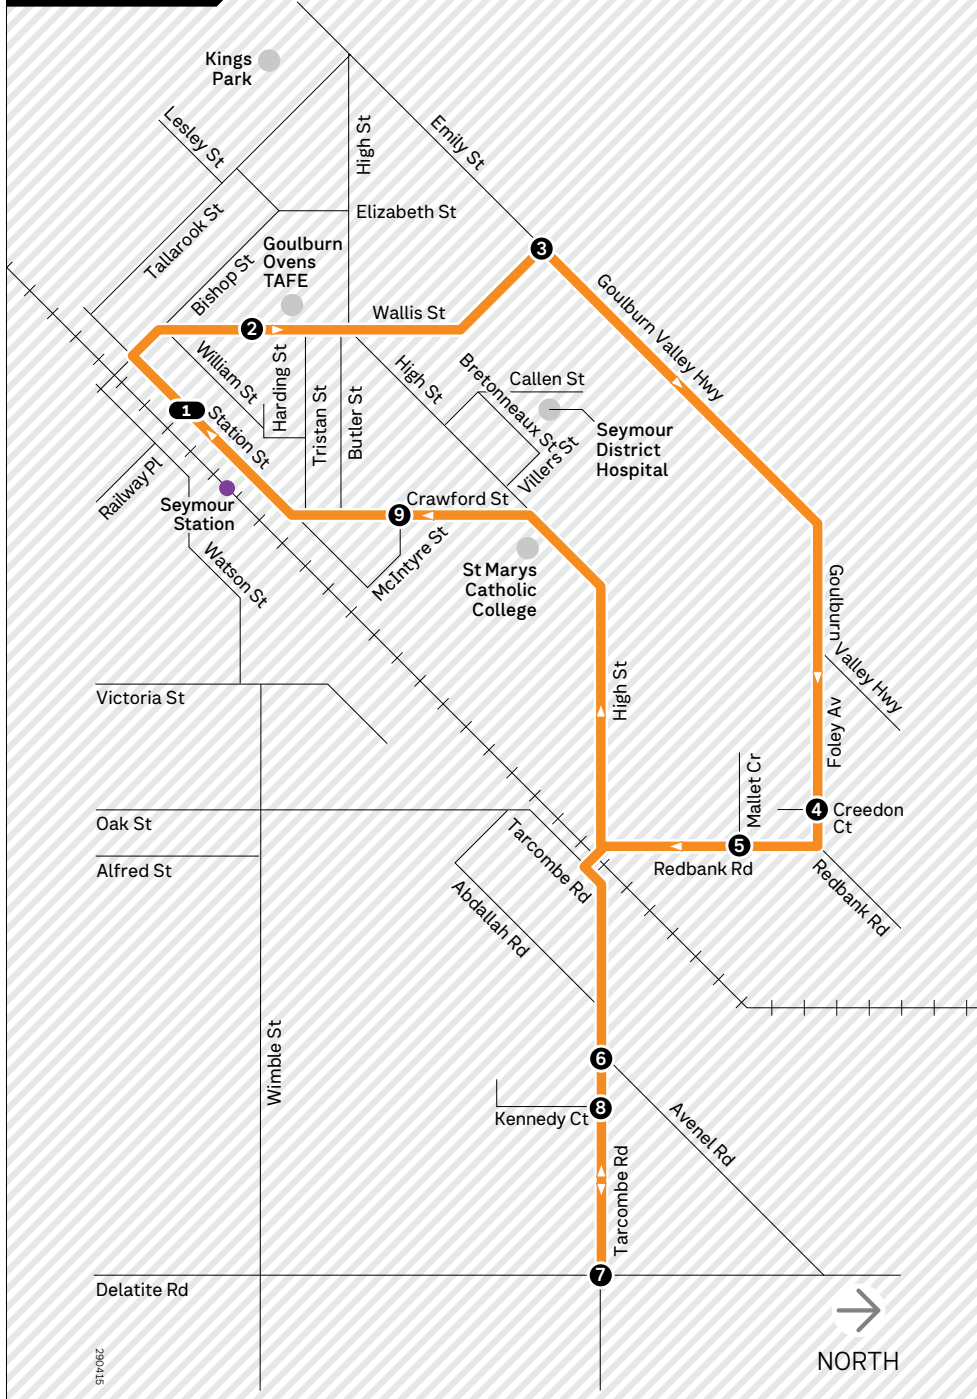 Kings
Park
Lesley St
High St
Emily St
Tallarook St
Elizabeth St
Bishop St
Goulburn
Ovens
TAFE
3
Goulburn Valley Hwy
2
Wallis St
William St
Harding St
Tristan St
Butler St
High St
Bretonneaux St
Callen St
Villers St
Seymour
District
Hospital
1
Station St
Railway Pl
Seymour
Station
Crawford St
9
McIntyre St
St Marys
Catholic
College
Watson St
Goulburn
Valley Hwy
Victoria St
High St
Foley Av
Mallet Cr
4
Creedon
Ct
Oak St
5
Redbank Rd
Redbank Rd
Alfred St
Tarcombe Rd
Abdallah Rd
Wimble St
6
8
Kennedy Ct
Avenel Rd
Tarcombe Rd
7
Delatite Rd
NORTH
290415